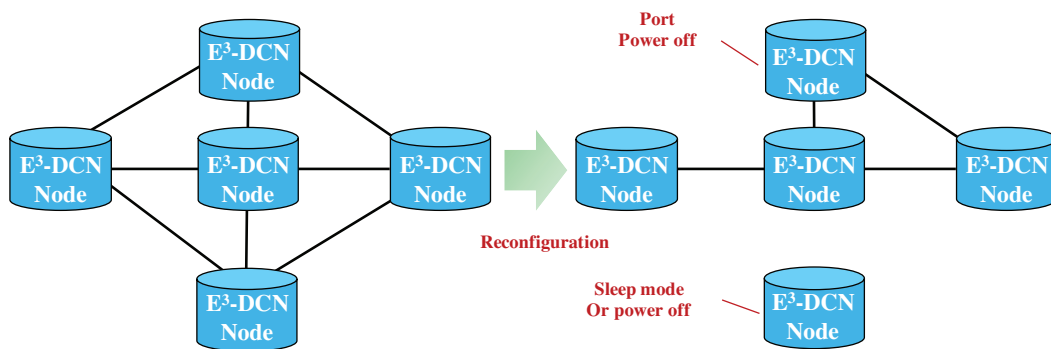 E³-DCN
Node
E³-DCN
Node
E³-DCN
Node
E³-DCN
Node
E³-DCN
Node
Reconfigution
Port
Power off
E³-DCN
Node
E³-DCN
Node
E³-DCN
Node
E³-DCN
Node
Sleep mode
Or power off
E³-DCN
Node